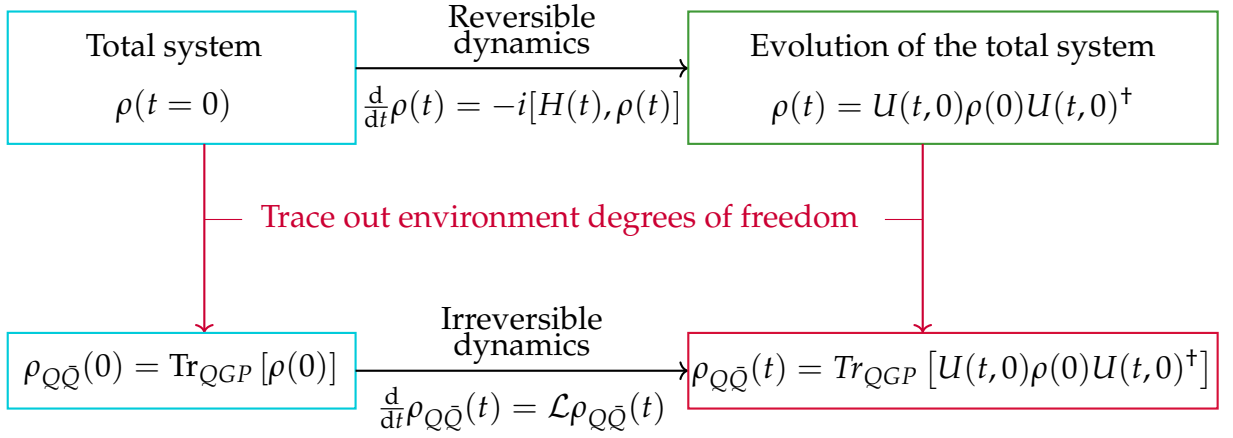 Total system
ρ(t = 0)
Reversible
dynamics
d/dt ρ(t) = −i[H(t), ρ(t)]
Evolution of the total system
ρ(t) = U(t, 0)ρ(0)U(t, 0)†
Trace out environment degrees of freedom
ρ_{QQ̄}(0) = Tr_{QGP} [ρ(0)]
Irreversible
dynamics
d/dt ρ_{QQ̄}(t) = ℒρ_{QQ̄}(t)
ρ_{QQ̄}(t) = Tr_{QGP} [U(t, 0)ρ(0)U(t, 0)†]